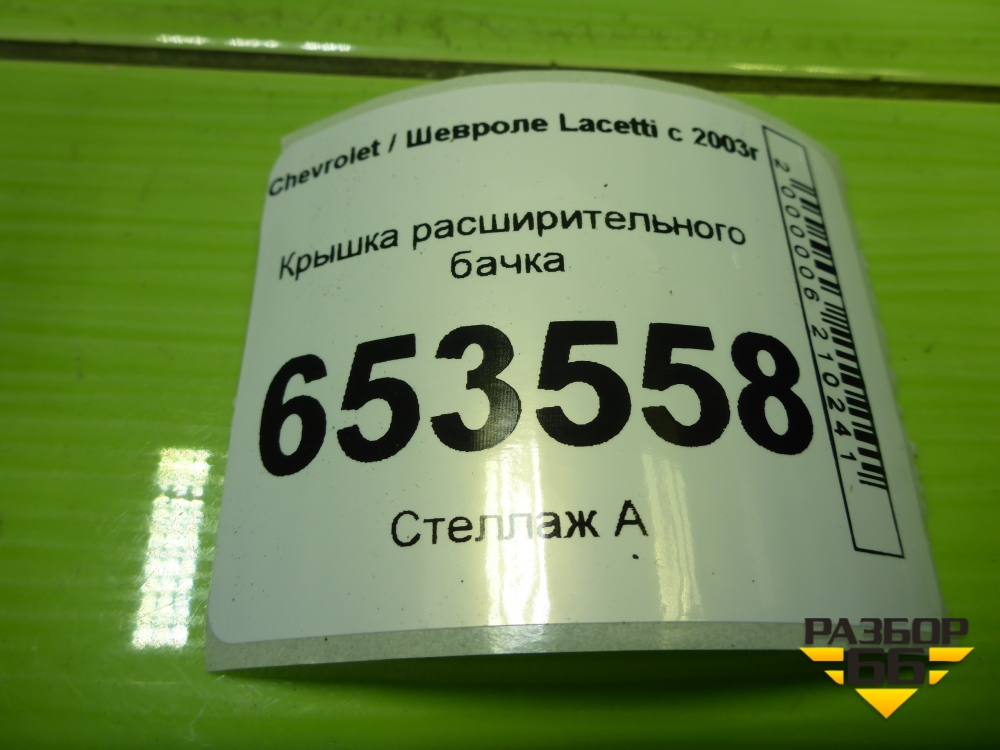 Chevrolet / Шевроле Lacetti с 2003г
Крышка расширительного
бачка
653558
Стеллаж А
2000006210241
РАЗБОР
66